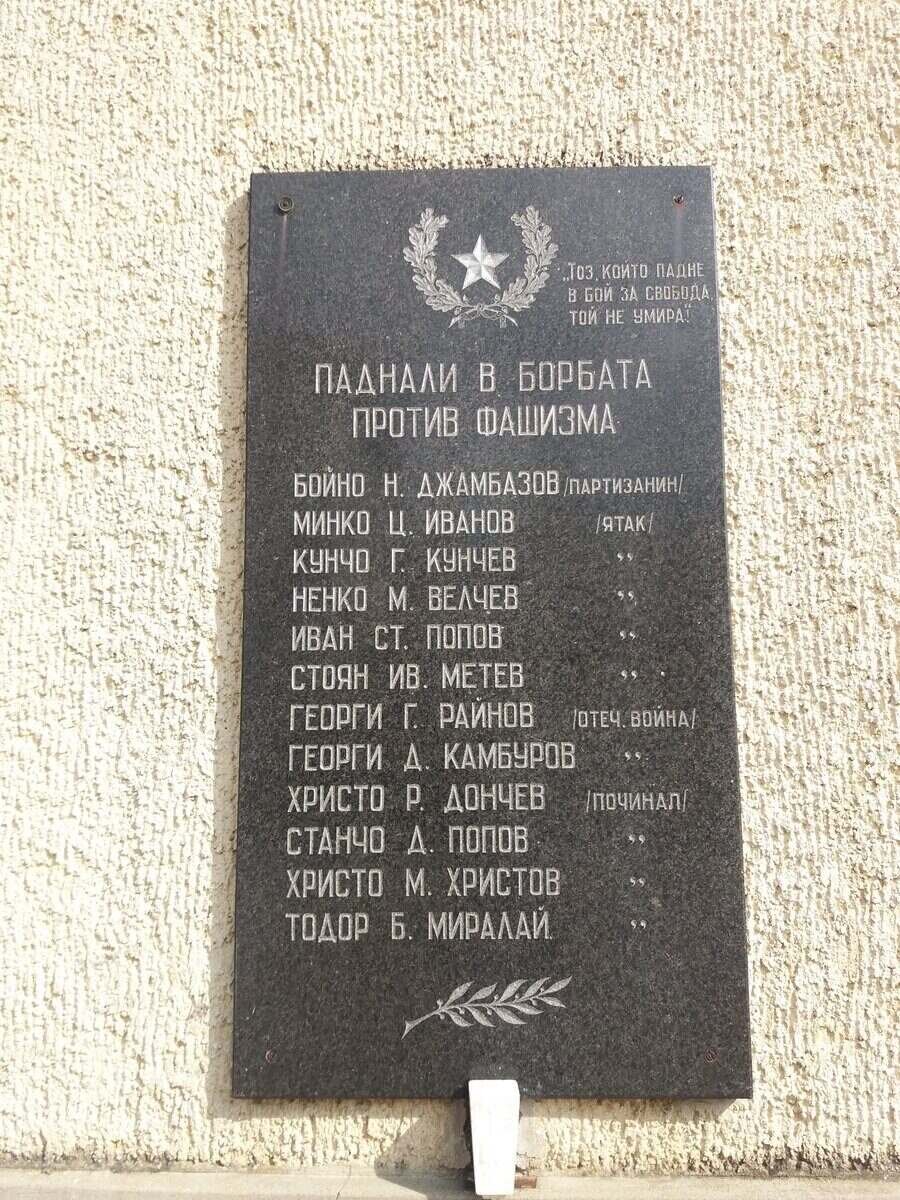 „Тоз, който падне
в бой за свобода,
той не умира."
ПАДНАЛИ В БОРБАТА
ПРОТИВ ФАШИЗМА
БОЙНО Н. ДЖАМБАЗОВ /ПАРТИЗАНИН/
МИНКО Ц. ИВАНОВ /ЯТАК/
КУНЧО Г. КУНЧЕВ „
НЕНКО М. ВЕЛЧЕВ „
ИВАН СТ. ПОПОВ „
СТОЯН ИВ. МЕТЕВ „
ГЕОРГИ Г. РАЙНОВ /ОТЕЧ. ВОЙНА/
ГЕОРГИ Д. КАМБУРОВ „
ХРИСТО Р. ДОНЧЕВ /ПОЧИНАЛ/
СТАНЧО Д. ПОПОВ „
ХРИСТО М. ХРИСТОВ „
ТОДОР Б. МИРАЛАЙ „